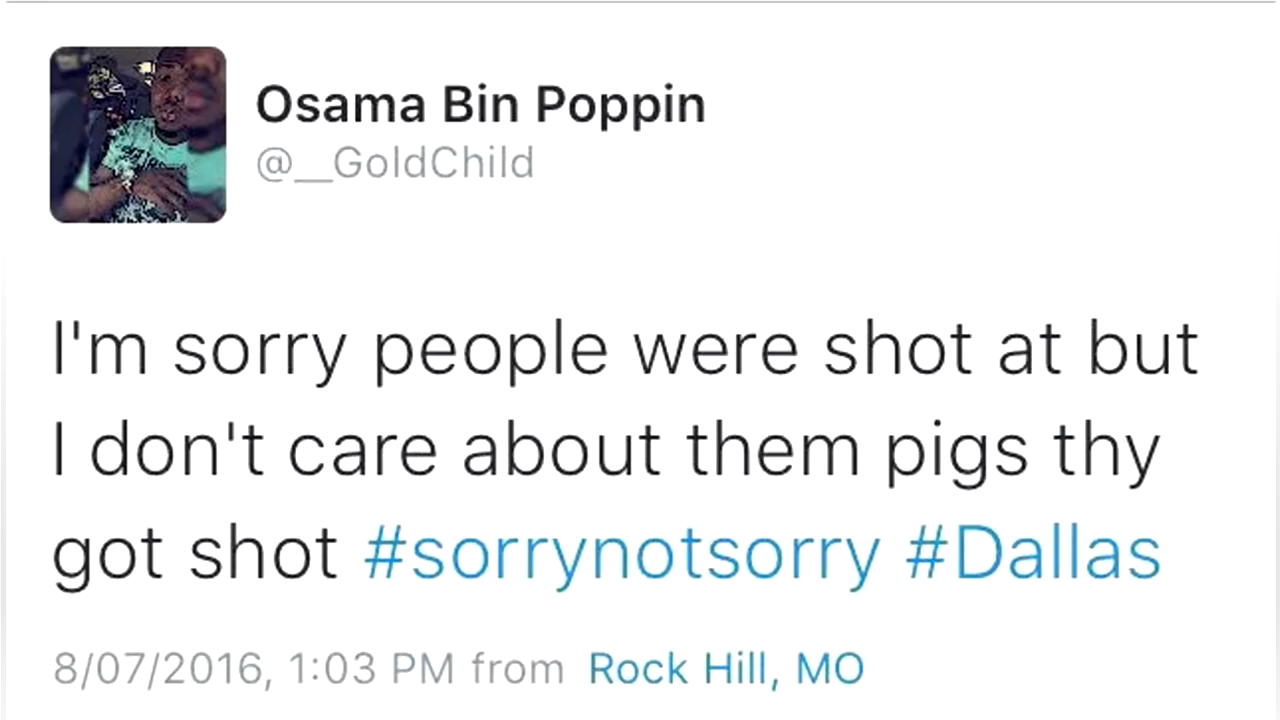 Osama Bin Poppin
@__GoldChild
I'm sorry people were shot at but
I don't care about them pigs thy
got shot #sorrynotsorry #Dallas
8/07/2016, 1:03 PM from Rock Hill, MO